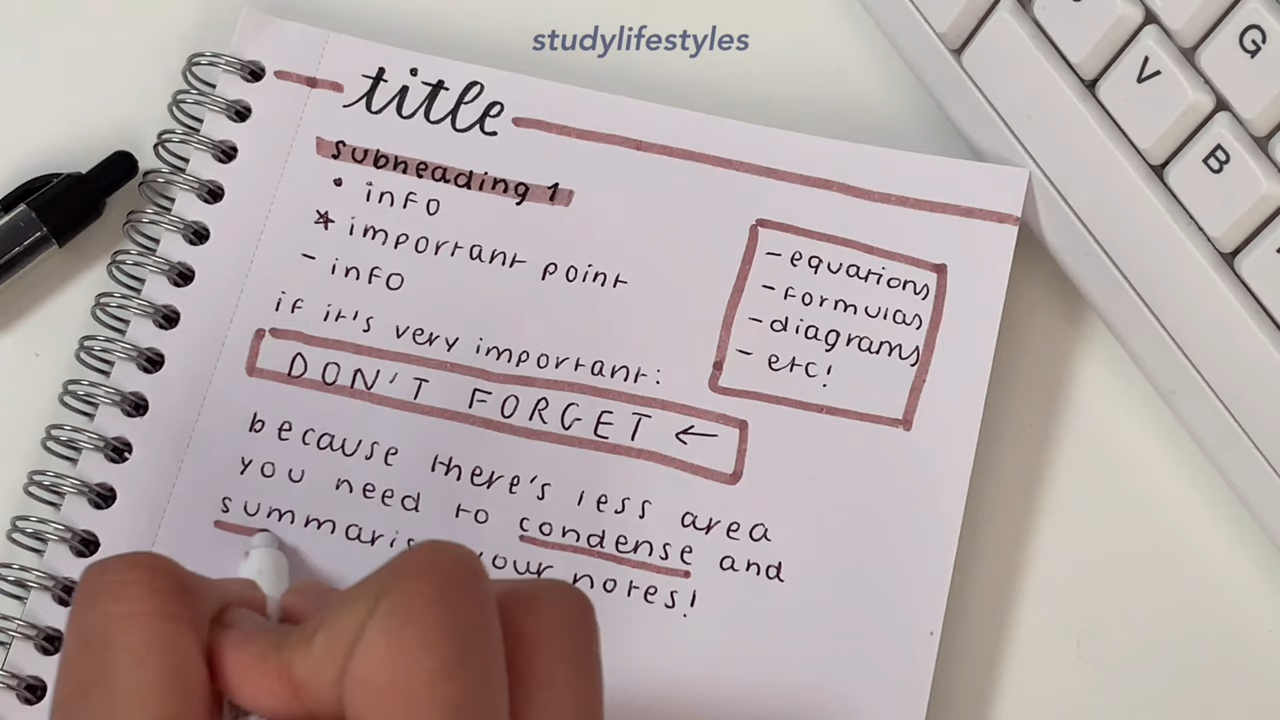 studylifestyles
title
subheading 1
• info
* important point
- info
if it's very important:
DON'T FORGET ←
- equations
- formulas
- diagrams
- etc!
because there's less area
you need to condense and
your notes!
V
G
B